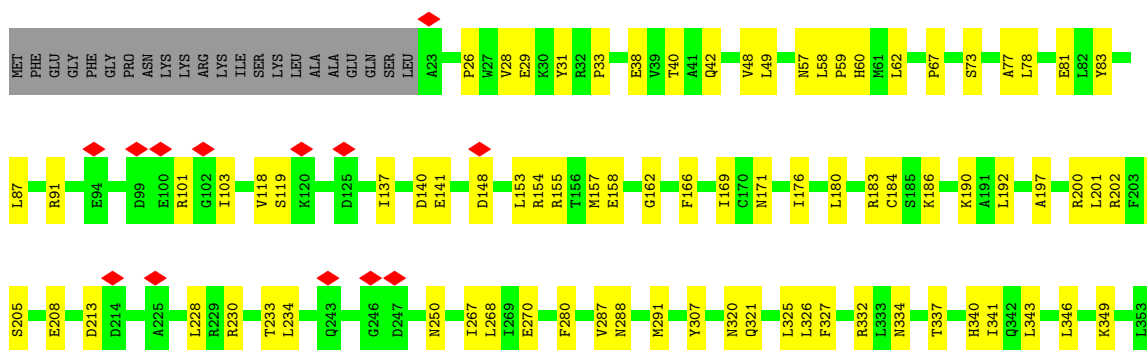 MET PHE GLU GLY PHE GLY PRO ASN LYS LYS ARG LYS ILE SER LYS LEU ALA ALA GLU GLN SER LEU A23 P26 W27 V28 E29 K30 Y31 R32 P33 E38 V39 T40 A41 Q42 V48 L49 N57 L58 P59 H60 M61 L62 P67 S73 A77 L78 E81 L82 Y83
L87 R91 E94 D99 E100 R101 G102 I103 V118 S119 K120 D125 I137 D140 E141 D148 L153 R154 R155 T156 M157 E158 G162 F166 I169 C170 N171 I176 L180 R183 C184 S185 K186 K190 A191 L192 A197 R200 L201 R202 F203
S205 E208 D213 D214 A225 L228 R229 R230 T233 L234 Q243 G246 D247 N250 I267 L268 I269 E270 F280 V287 N288 M291 Y307 N320 Q321 L325 L326 F327 R332 L333 N334 T337 H340 I341 Q342 L343 L346 K349 L353